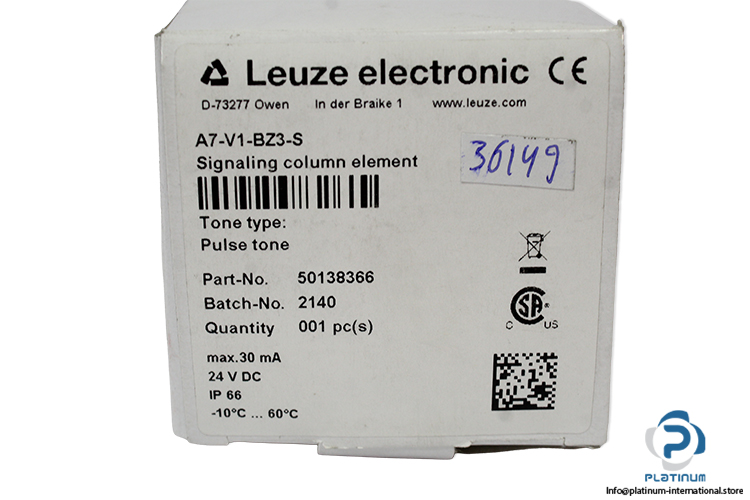 Leuze electronic CE
D-73277 Owen In der Braike 1 www.leuze.com
A7-V1-BZ3-S
36149
Signaling column element
Tone type:
Pulse tone
Part-No. 50138366
Batch-No. 2140
Quantity 001 pc(s)
CSA ®
C US
max.30 mA
24 V DC
IP 66
-10°C ... 60°C
PLATINUM
Info@platinum-international.store